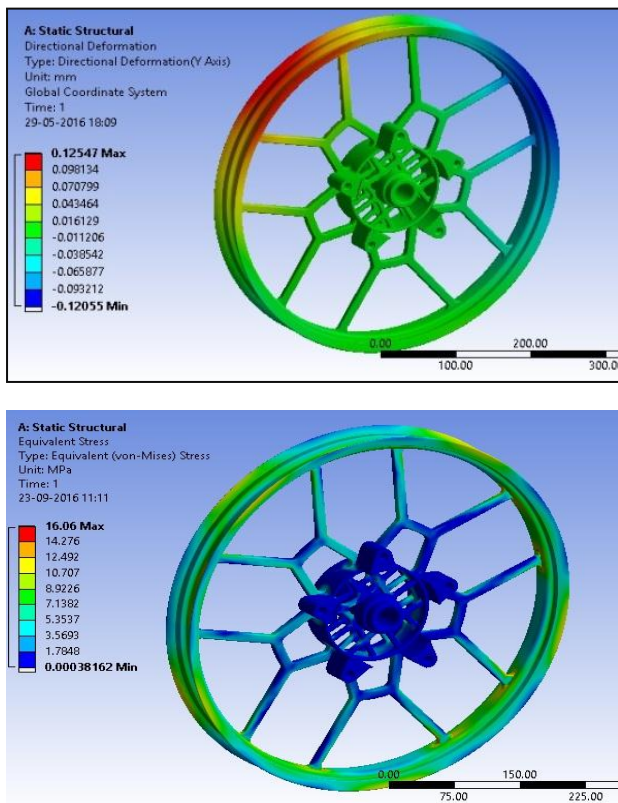 A: Static Structural
Directional Deformation
Type: Directional Deformation(Y Axis)
Unit: mm
Global Coordinate System
Time: 1
29-05-2016 18:09
0.12547 Max
0.098134
0.070799
0.043464
0.016129
-0.011206
-0.038542
-0.065877
-0.093212
-0.12055 Min
0.00 200.00
100.00 300.0
A: Static Structural
Equivalent Stress
Type: Equivalent (von-Mises) Stress
Unit: MPa
Time: 1
23-09-2016 11:11
16.06 Max
14.276
12.492
10.707
8.9226
7.1382
5.3537
3.5693
1.7848
0.00038162 Min
0.00 150.00
75.00 225.0